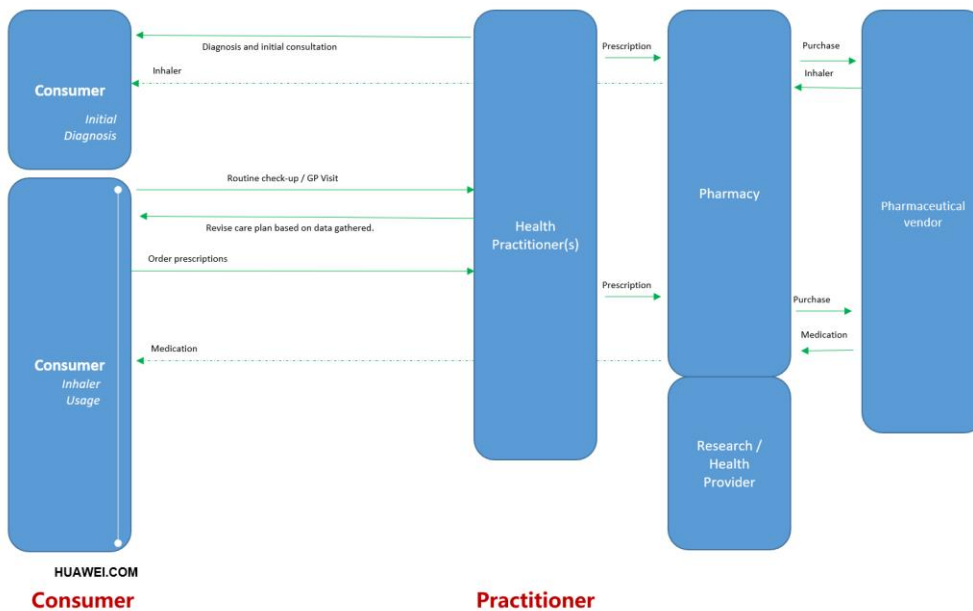 Diagnosis and initial consultation
Prescription
Purchase
Inhaler
Inhaler
Consumer
Initial
Diagnosis
Routine check-up / GP Visit
Revise care plan based on data gathered.
Order prescriptions
Health
Practitioner(s)
Pharmacy
Pharmaceutical
vendor
Prescription
Purchase
Medication
Medication
Consumer
Inhaler
Usage
Research /
Health
Provider
HUAWEI.COM
Consumer
Practitioner